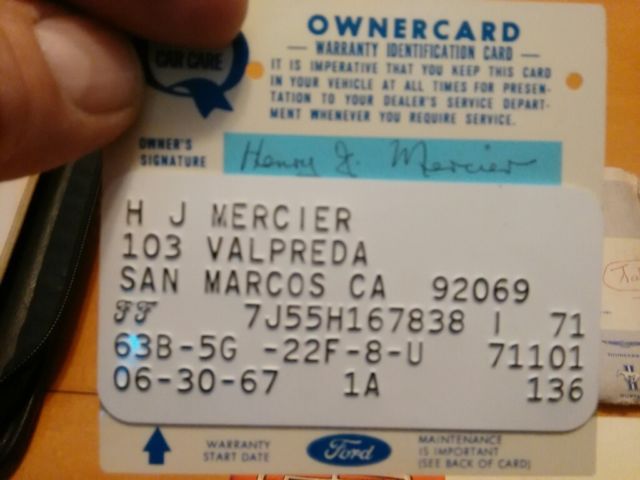 OWNERCARD
WARRANTY IDENTIFICATION CARD
IT IS IMPERATIVE THAT YOU KEEP THIS CARD
IN YOUR VEHICLE AT ALL TIMES FOR PRESEN-
TATION TO YOUR DEALER'S SERVICE DEPART-
MENT WHENEVER YOU REQUIRE SERVICE.
CAR CARE
OWNER'S
SIGNATURE
Henry J. Mercier
H J MERCIER
103 VALPREDA
SAN MARCOS CA 92069
FF 7J55H167838 I 71
63B-5G -22F-8-U 71101
06-30-67 1A 136
WARRANTY
START DATE
Ford
MAINTENANCE
IS IMPORTANT
(SEE BACK OF CARD)